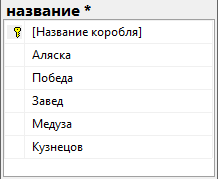 название *
[Название коробля]
Аляска
Победа
Завед
Медуза
Кузнецов